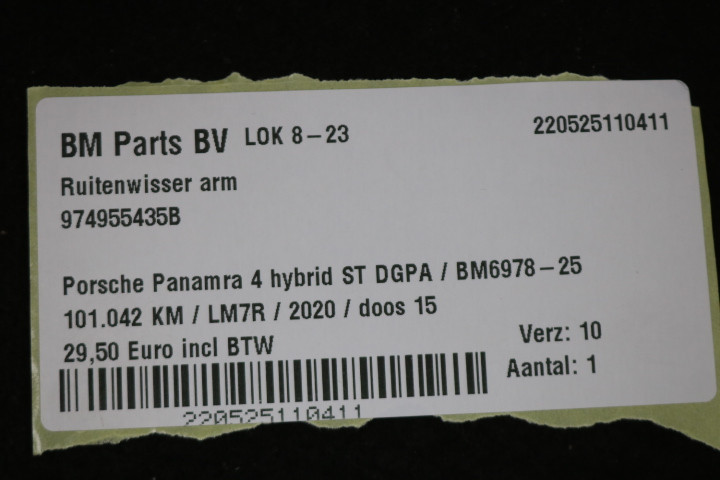 BM Parts BV LOK 8-23 220525110411
Ruitenwisser arm
974955435B
Porsche Panamra 4 hybrid ST DGPA / BM6978-25
101.042 KM / LM7R / 2020 / doos 15
29,50 Euro incl BTW
Verz: 10
Aantal: 1
220525110411